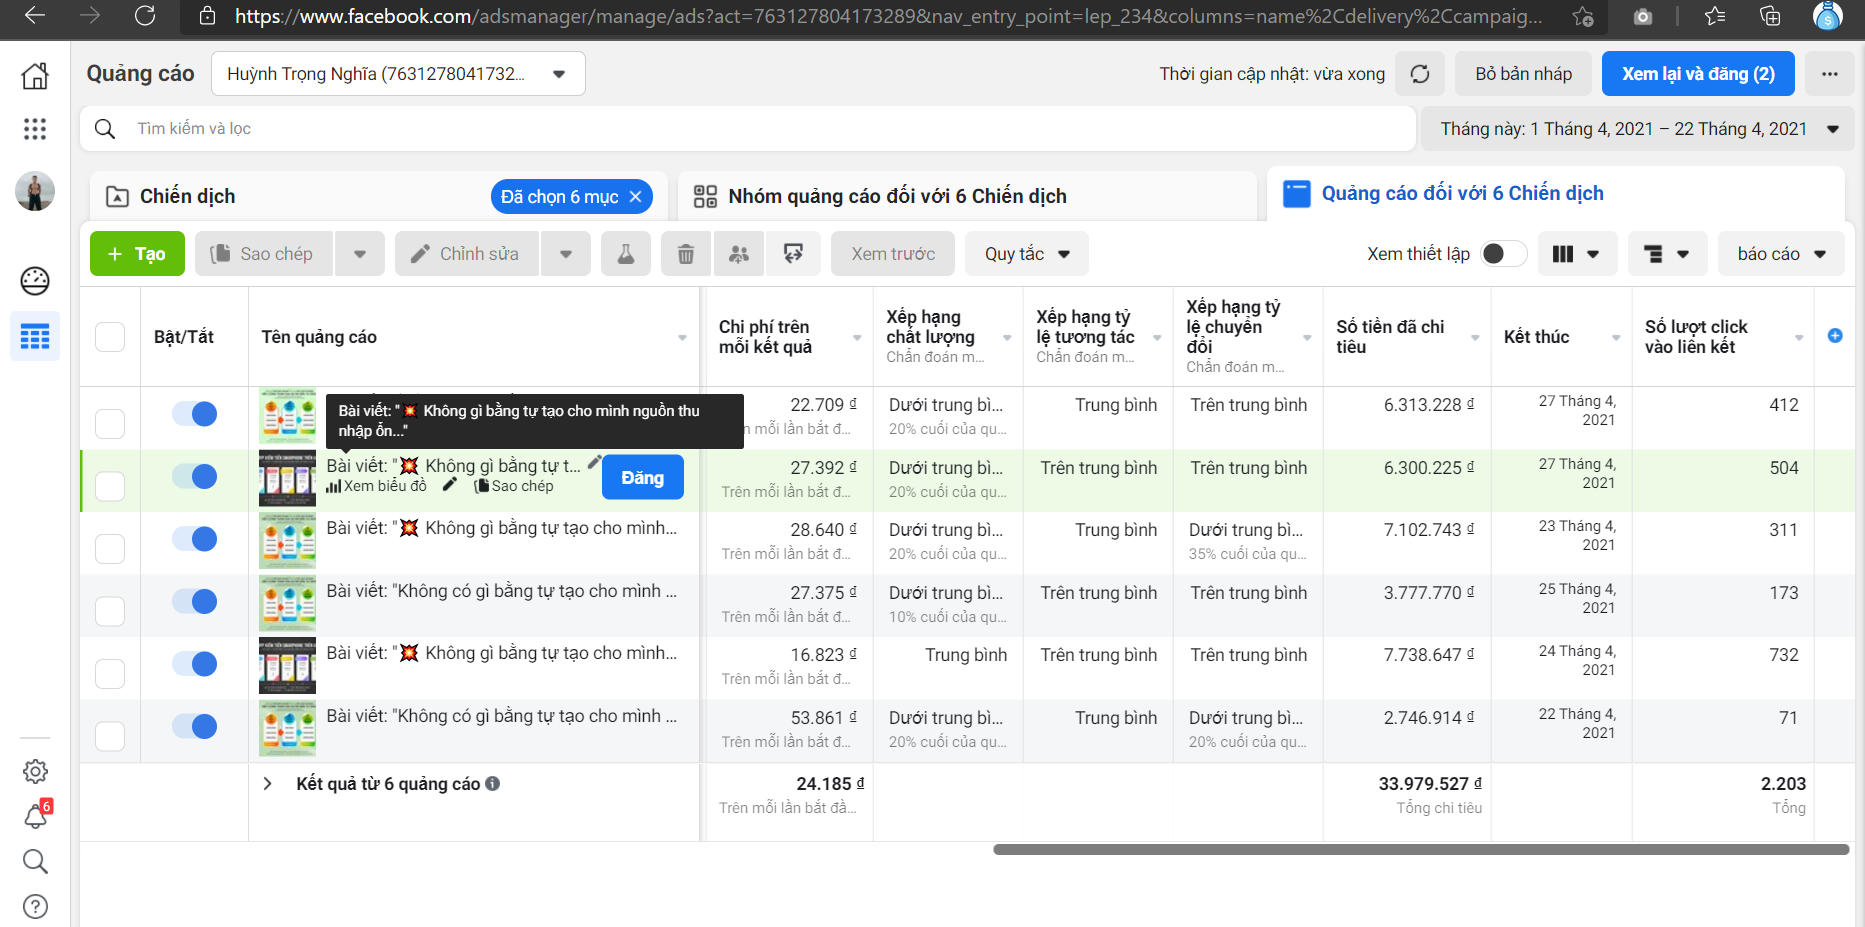 https://www.facebook.com/adsmanager/manage/ads?act=763127804173289&nav_entry_point=lep_234&columns=name%2Cdelivery%2Ccampaig...
Quảng cáo
Huỳnh Trọng Nghĩa (7631278041732...
Thời gian cập nhật: vừa xong
Bỏ bản nháp
Xem lại và đăng (2)
Tìm kiếm và lọc
Tháng này: 1 Tháng 4, 2021 – 22 Tháng 4, 2021
Chiến dịch
Đã chọn 6 mục
Nhóm quảng cáo đối với 6 Chiến dịch
Quảng cáo đối với 6 Chiến dịch
+ Tạo
Sao chép
Chỉnh sửa
Xem trước
Quy tắc
Xem thiết lập
báo cáo
Bật/Tắt
Tên quảng cáo
Chi phí trên
mỗi kết quả
Xếp hạng
chất lượng
Chẩn đoán m...
Xếp hạng tỷ
lệ tương tác
Chẩn đoán m...
Xếp hạng tỷ
lệ chuyển
đổi
Chẩn đoán m...
Số tiền đã chi
tiêu
Kết thúc
Số lượt click
vào liên kết
Bài viết: "💥 Không gì bằng tự tạo cho mình nguồn thu
nhập ổn..."
22.709 ₫
n mỗi lần bắt đ...
Dưới trung bì...
20% cuối của qu...
Trung bình
Trên trung bình
6.313.228 ₫
27 Tháng 4,
2021
412
Bài viết: "💥 Không gì bằng tự t...
Xem biểu đồ
Sao chép
Đăng
27.392 ₫
Trên mỗi lần bắt đ...
Dưới trung bì...
20% cuối của qu...
Trên trung bình
Trên trung bình
6.300.225 ₫
27 Tháng 4,
2021
504
Bài viết: "💥 Không gì bằng tự tạo cho mình...
28.640 ₫
Trên mỗi lần bắt đ...
Dưới trung bì...
20% cuối của qu...
Trung bình
Dưới trung bì...
35% cuối của qu...
7.102.743 ₫
23 Tháng 4,
2021
311
Bài viết: "Không có gì bằng tự tạo cho mình ...
27.375 ₫
Trên mỗi lần bắt đ...
Dưới trung bì...
10% cuối của qu...
Trên trung bình
Trên trung bình
3.777.770 ₫
25 Tháng 4,
2021
173
Bài viết: "💥 Không gì bằng tự tạo cho mình...
16.823 ₫
Trên mỗi lần bắt đ...
Trung bình
Trên trung bình
Trên trung bình
7.738.647 ₫
24 Tháng 4,
2021
732
Bài viết: "Không có gì bằng tự tạo cho mình ...
53.861 ₫
Trên mỗi lần bắt đ...
Dưới trung bì...
20% cuối của qu...
Trung bình
Dưới trung bì...
20% cuối của qu...
2.746.914 ₫
22 Tháng 4,
2021
71
Kết quả từ 6 quảng cáo
24.185 ₫
Trên mỗi lần bắt đầ...
33.979.527 ₫
Tổng chi tiêu
2.203
Tổng
6